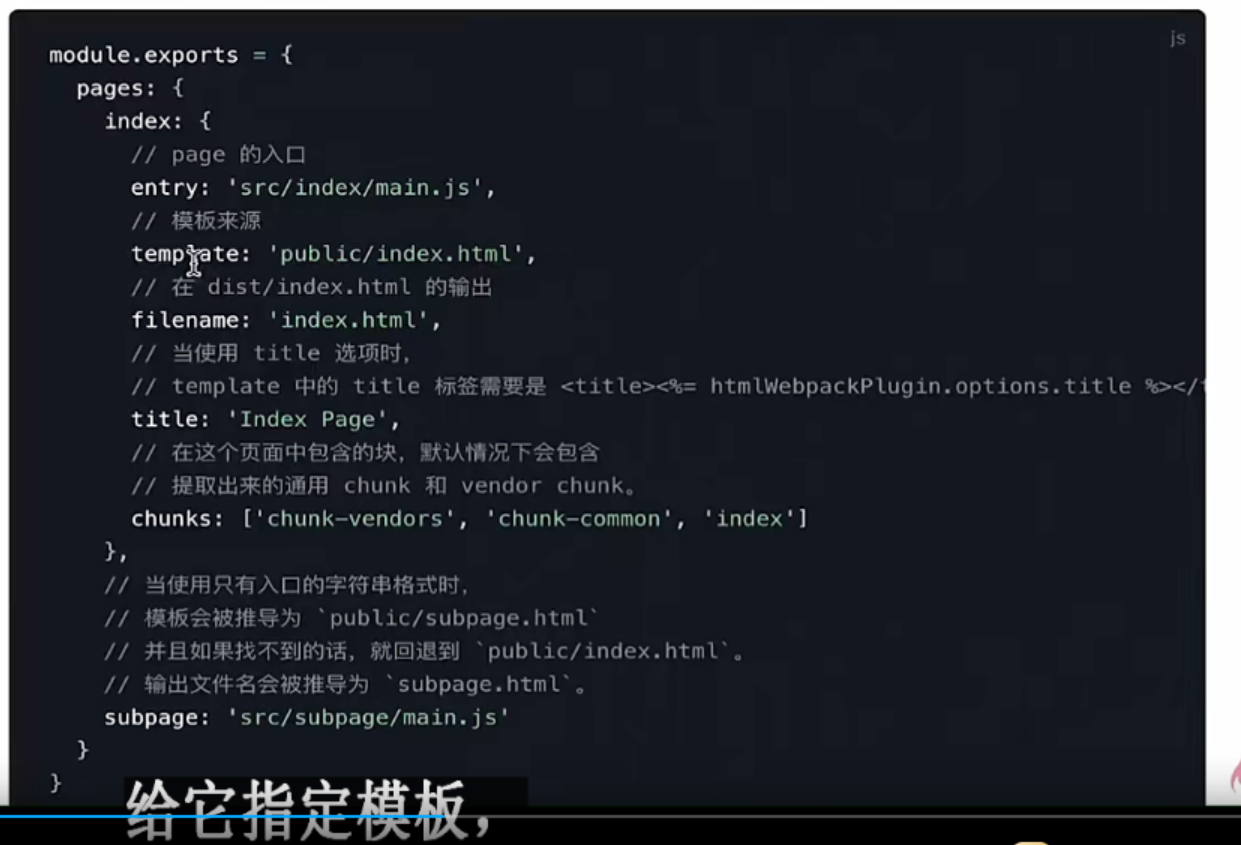 js
module.exports = {
pages: {
index: {
// page 的入口
entry: 'src/index/main.js',
// 模板来源
template: 'public/index.html',
// 在 dist/index.html 的输出
filename: 'index.html',
// 当使用 title 选项时，
// template 中的 title 标签需要是 <title><%= htmlWebpackPlugin.options.title %></t
title: 'Index Page',
// 在这个页面中包含的块，默认情况下会包含
// 提取出来的通用 chunk 和 vendor chunk。
chunks: ['chunk-vendors', 'chunk-common', 'index']
},
// 当使用只有入口的字符串格式时，
// 模板会被推导为 `public/subpage.html`
// 并且如果找不到的话，就回退到 `public/index.html`。
// 输出文件名会被推导为 `subpage.html`。
subpage: 'src/subpage/main.js'
}
}
给它指定模板，